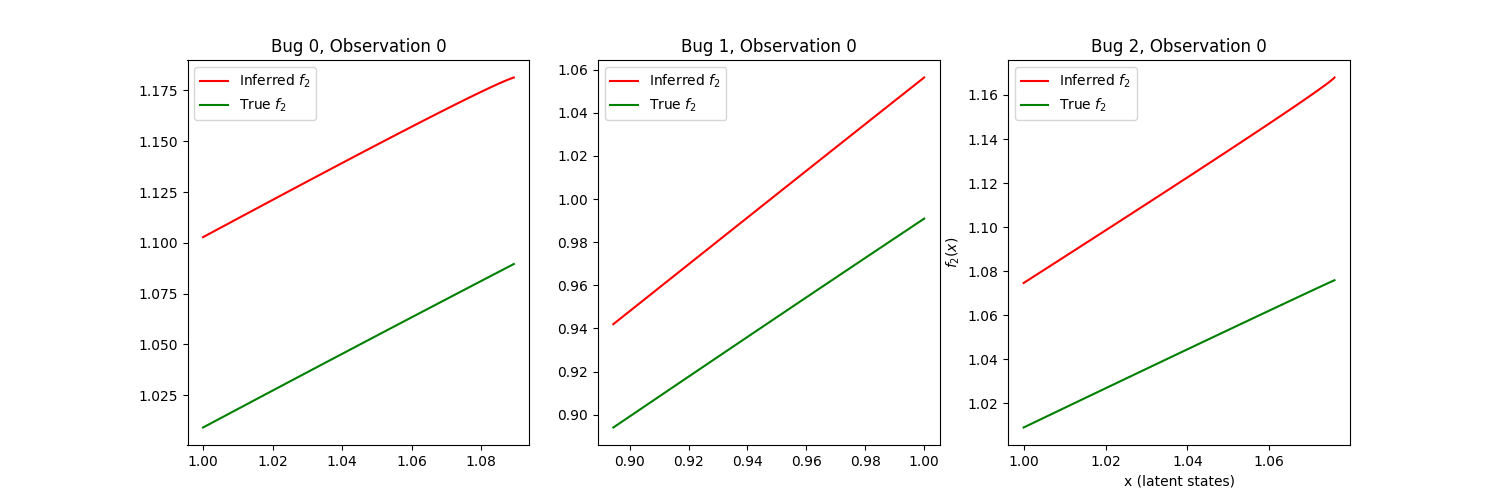 Bug 0, Observation 0
Inferred f₂
True f₂
1.175
1.150
1.125
1.100
1.075
1.050
1.025
1.00 1.02 1.04 1.06 1.08
Bug 1, Observation 0
Inferred f₂
True f₂
1.06
1.04
1.02
1.00
0.98
0.96
0.94
0.92
0.90
0.90 0.92 0.94 0.96 0.98 1.00
Bug 2, Observation 0
Inferred f₂
True f₂
f₂(x)
1.16
1.14
1.12
1.10
1.08
1.06
1.04
1.02
1.00 1.02 1.04 1.06
x (latent states)